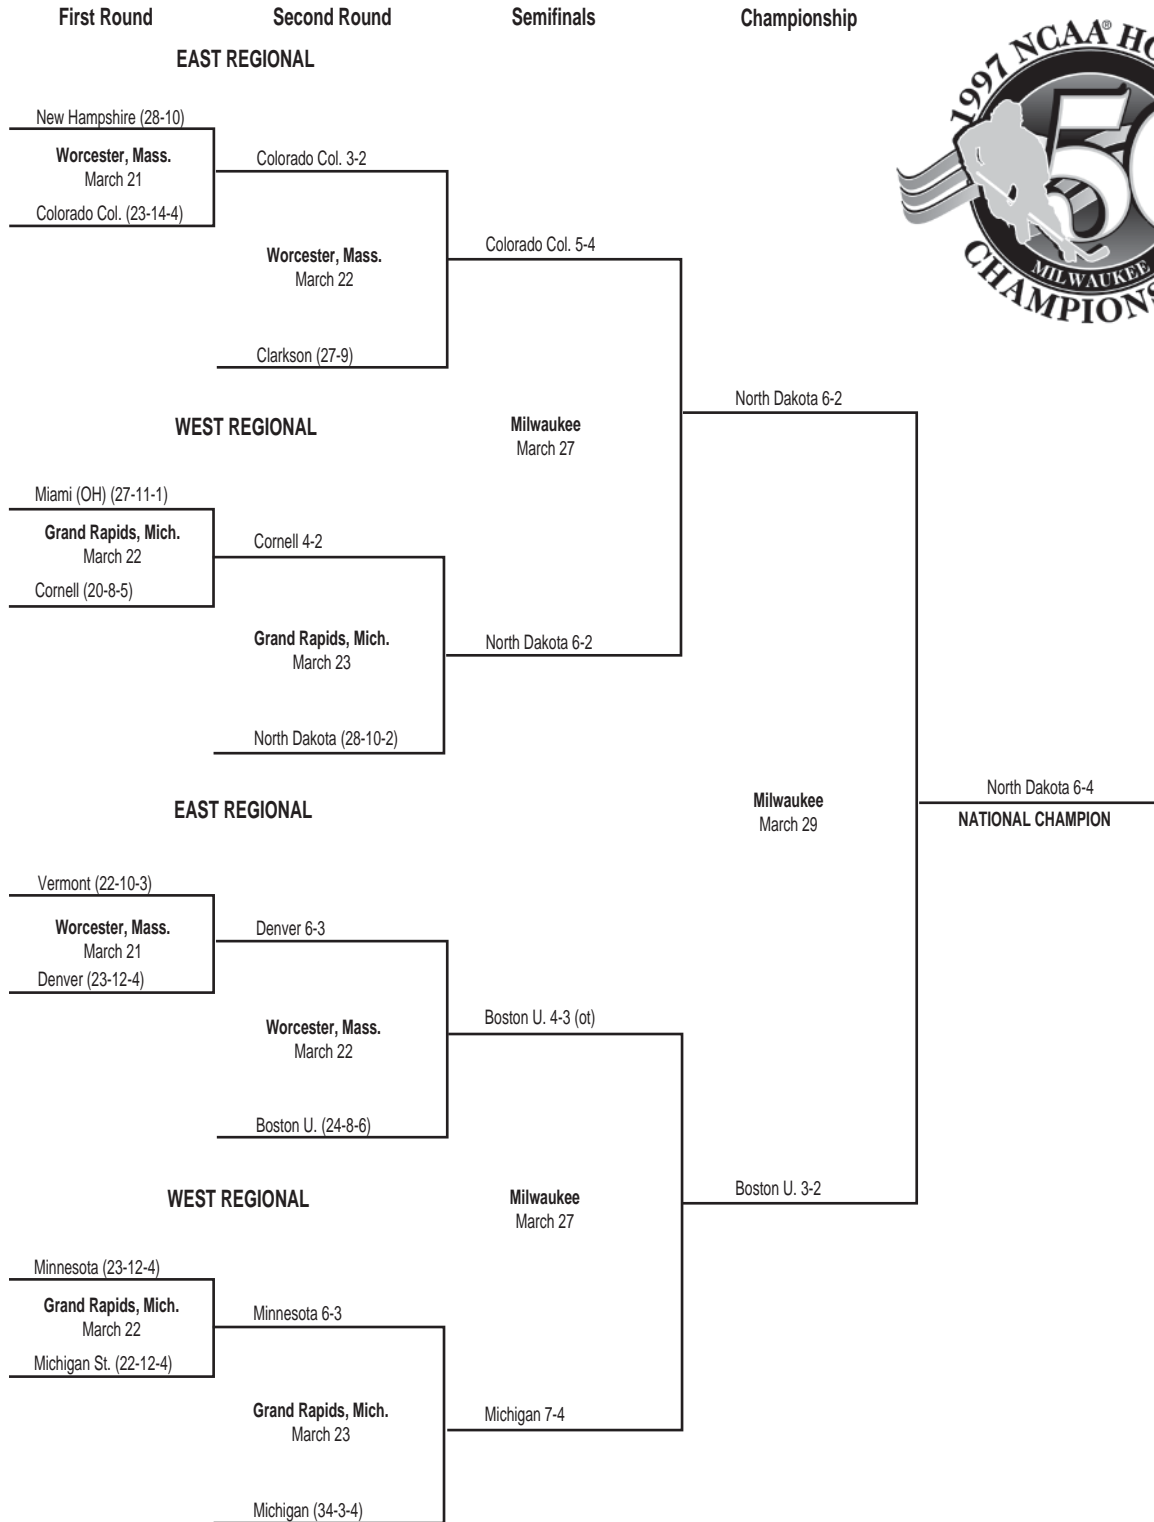 First Round Second Round Semifinals Championship
EAST REGIONAL
1997 NCAA®
50
MILWAUKEE
New Hampshire (28-10)
Worcester, Mass.
March 21
Colorado Col. (23-14-4)
Colorado Col. 3-2
Worcester, Mass.
March 22
Clarkson (27-9)
Colorado Col. 5-4
WEST REGIONAL
Milwaukee
March 27
North Dakota 6-2
Miami (OH) (27-11-1)
Grand Rapids, Mich.
March 22
Cornell (20-8-5)
Cornell 4-2
Grand Rapids, Mich.
March 23
North Dakota (28-10-2)
North Dakota 6-2
EAST REGIONAL
Milwaukee
March 29
North Dakota 6-4
NATIONAL CHAMPION
Vermont (22-10-3)
Worcester, Mass.
March 21
Denver (23-12-4)
Denver 6-3
Worcester, Mass.
March 22
Boston U. (24-8-6)
Boston U. 4-3 (ot)
WEST REGIONAL
Milwaukee
March 27
Boston U. 3-2
Minnesota (23-12-4)
Grand Rapids, Mich.
March 22
Michigan St. (22-12-4)
Minnesota 6-3
Grand Rapids, Mich.
March 23
Michigan (34-3-4)
Michigan 7-4